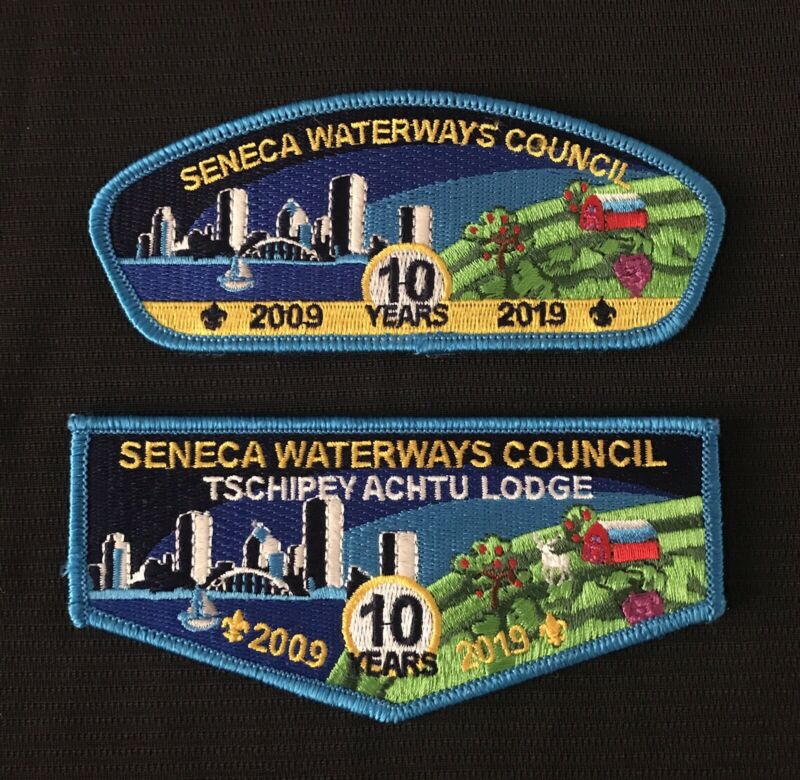 SENECA WATERWAYS COUNCIL
10
2009 YEARS 2019
SENECA WATERWAYS COUNCIL
TSCHIPEY ACHTU LODGE
10
2009 YEARS 2019